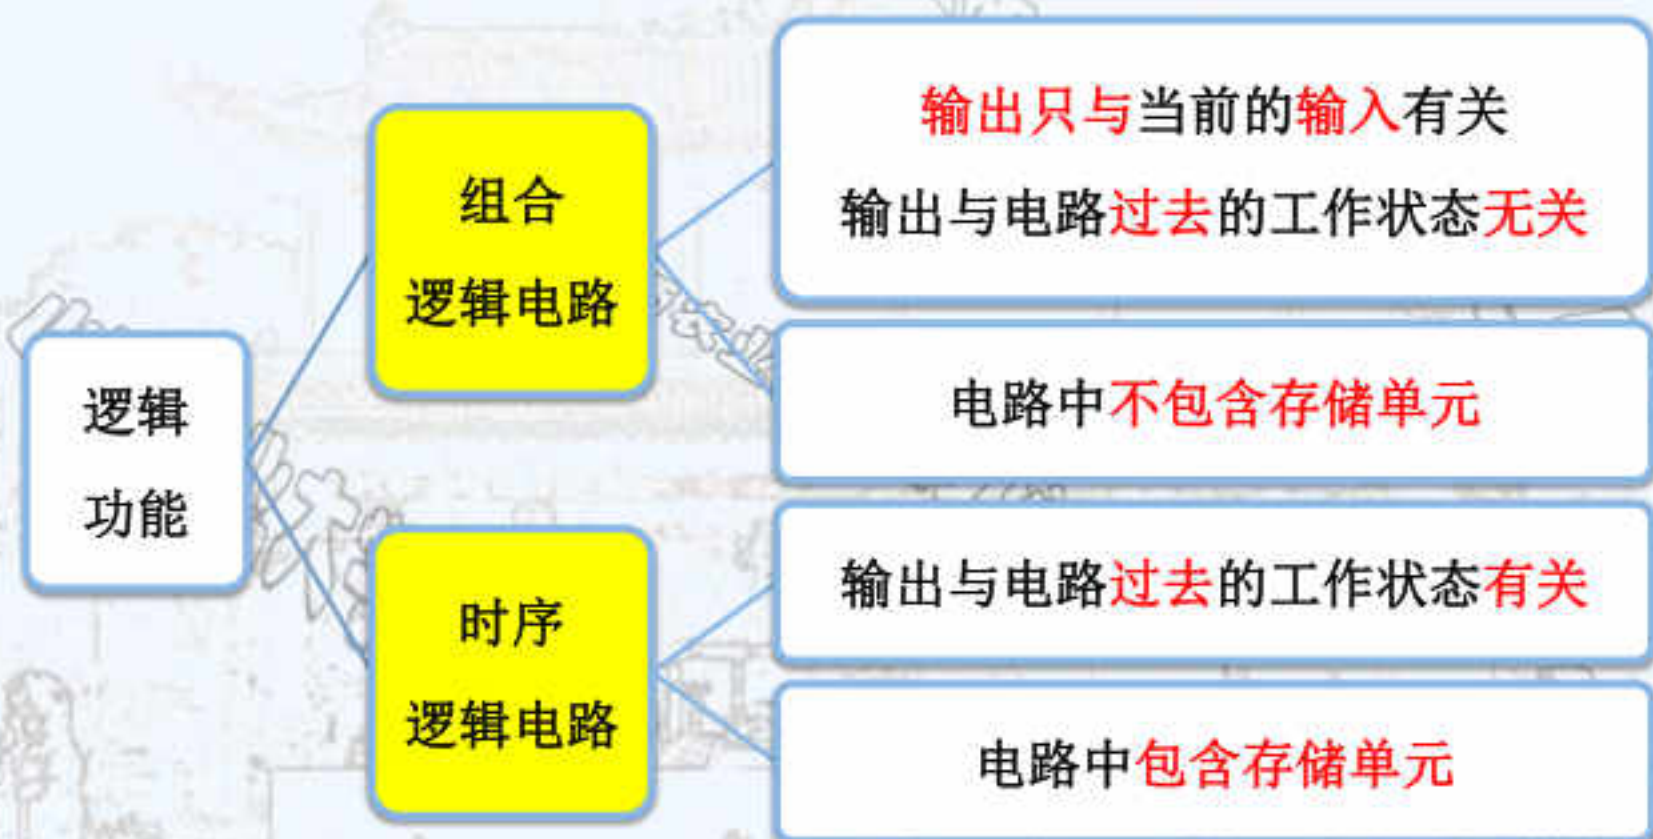 逻辑
功能
组合
逻辑电路
输出只与当前的输入有关
输出与电路过去的工作状态无关
电路中不包含存储单元
时序
逻辑电路
输出与电路过去的工作状态有关
电路中包含存储单元